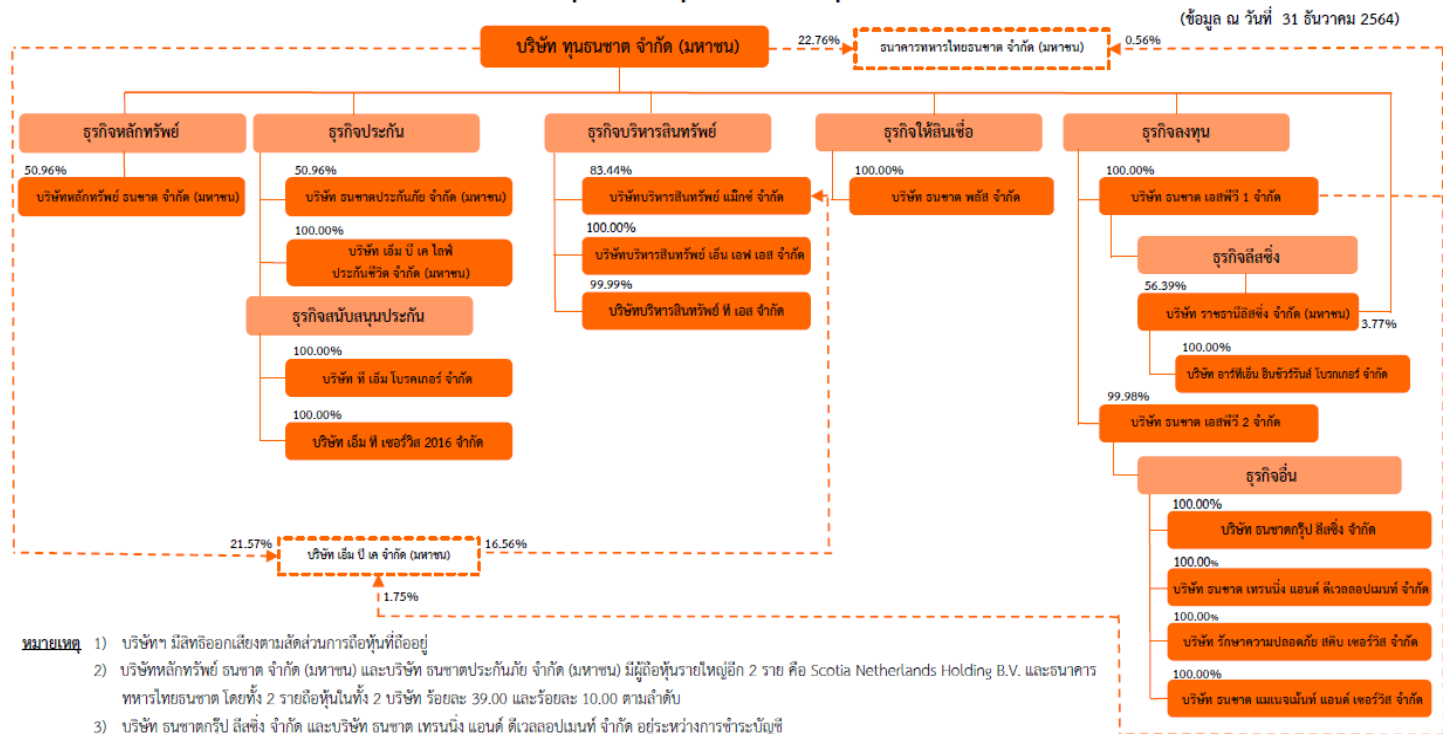 (ข้อมูล ณ วันที่ 31 ธันวาคม 2564)
บริษัท ทุนธนชาต จำกัด (มหาชน)
22.76%
ธนาคารทหารไทยธนชาต จำกัด (มหาชน)
0.56%
ธุรกิจหลักทรัพย์
ธุรกิจประกัน
ธุรกิจบริหารสินทรัพย์
ธุรกิจให้สินเชื่อ
ธุรกิจลงทุน
50.96%
บริษัทหลักทรัพย์ ธนชาต จำกัด (มหาชน)
50.96%
บริษัท ธนชาตประกันภัย จำกัด (มหาชน)
83.44%
บริษัทบริหารสินทรัพย์ แม๊กซ์ จำกัด
100.00%
บริษัท ธนชาต พลัส จำกัด
100.00%
บริษัท ธนชาต เอสพีวี 1 จำกัด
100.00%
บริษัท เอ็ม บี เค ไลฟ์
ประกันชีวิต จำกัด (มหาชน)
100.00%
บริษัทบริหารสินทรัพย์ เอ็น เอฟ เอส จำกัด
ธุรกิจลีสซิ่ง
99.99%
บริษัทบริหารสินทรัพย์ ที เอส จำกัด
56.39%
บริษัท ราชธานีลิสซิ่ง จำกัด (มหาชน)
3.77%
ธุรกิจสนับสนุนประกัน
100.00%
บริษัท ที เอ็ม โบรคเกอร์ จำกัด
100.00%
บริษัท อาร์ทีเอ็น อินชัวร์รันส์ โบรกเกอร์ จำกัด
99.98%
บริษัท ธนชาต เอสพีวี 2 จำกัด
100.00%
บริษัท เอ็ม ที เซอร์วิส 2016 จำกัด
ธุรกิจอื่น
100.00%
บริษัท ธนชาตกรุ๊ป ลีสซิ่ง จำกัด
100.00%
บริษัท ธนชาต เทรนนิ่ง แอนด์ ดีเวลลอปเมนท์ จำกัด
100.00%
บริษัท รักษาความปลอดภัย สคิบ เซอร์วิส จำกัด
100.00%
บริษัท ธนชาต แมเนจเม้นท์ แอนด์ เซอร์วิส จำกัด
21.57%
บริษัท เอ็ม บี เค จำกัด (มหาชน)
16.56%
1.75%
หมายเหตุ 1) บริษัทฯ มีสิทธิออกเสียงตามสัดส่วนการถือหุ้นที่ถืออยู่
2) บริษัทหลักทรัพย์ ธนชาต จำกัด (มหาชน) และบริษัท ธนชาตประกันภัย จำกัด (มหาชน) มีผู้ถือหุ้นรายใหญ่อีก 2 ราย คือ Scotia Netherlands Holding B.V. และธนาคาร
ทหารไทยธนชาต โดยทั้ง 2 รายถือหุ้นในทั้ง 2 บริษัท ร้อยละ 39.00 และร้อยละ 10.00 ตามลำดับ
3) บริษัท ธนชาตกรุ๊ป ลีสซิ่ง จำกัด และบริษัท ธนชาต เทรนนิ่ง แอนด์ ดีเวลลอปเมนท์ จำกัด อยู่ระหว่างการชำระบัญชี